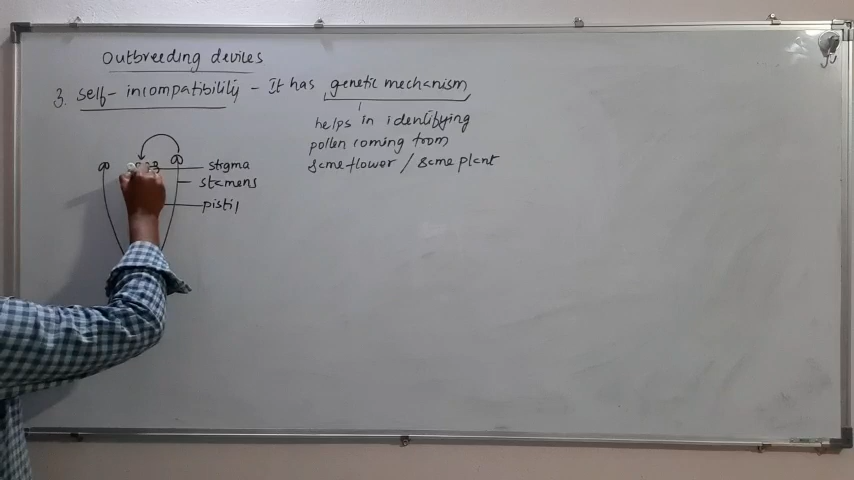 Outbreeding devices
3. Self-incompatibility - It has genetic mechanism
helps in identifying
pollen coming from
same flower / same plant
stigma
stamens
pistil